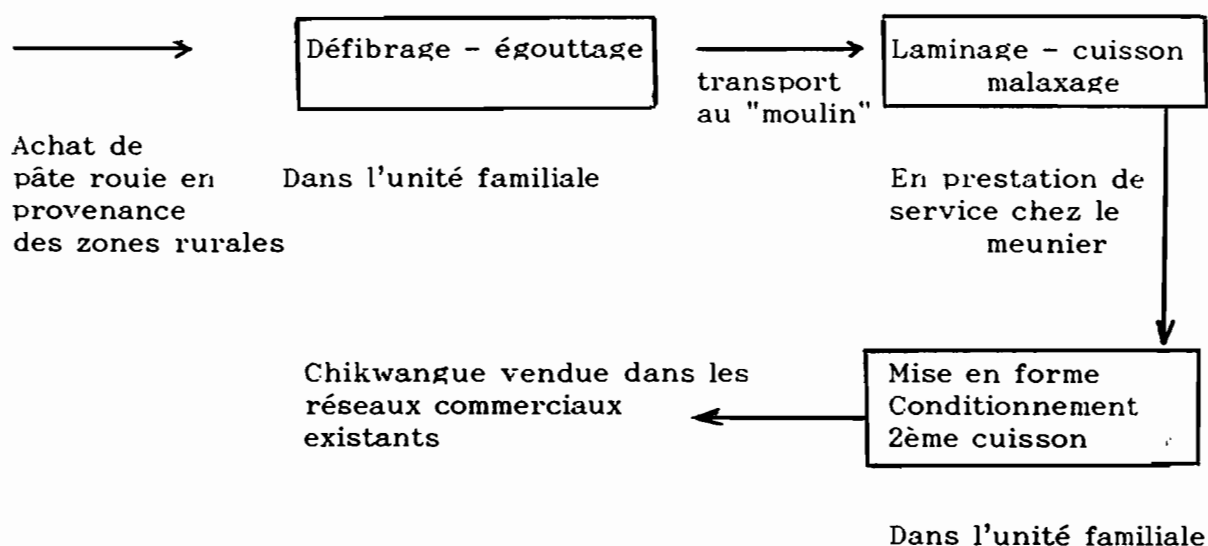 Défibrage - égouttage
transport
au "moulin"
Laminage - cuisson
malaxage
Achat de
pâte rouie en
provenance
des zones rurales
Dans l'unité familiale
En prestation de
service chez le
meunier
Chikwangue vendue dans les
réseaux commerciaux
existants
Mise en forme
Conditionnement
2ème cuisson
Dans l'unité familiale